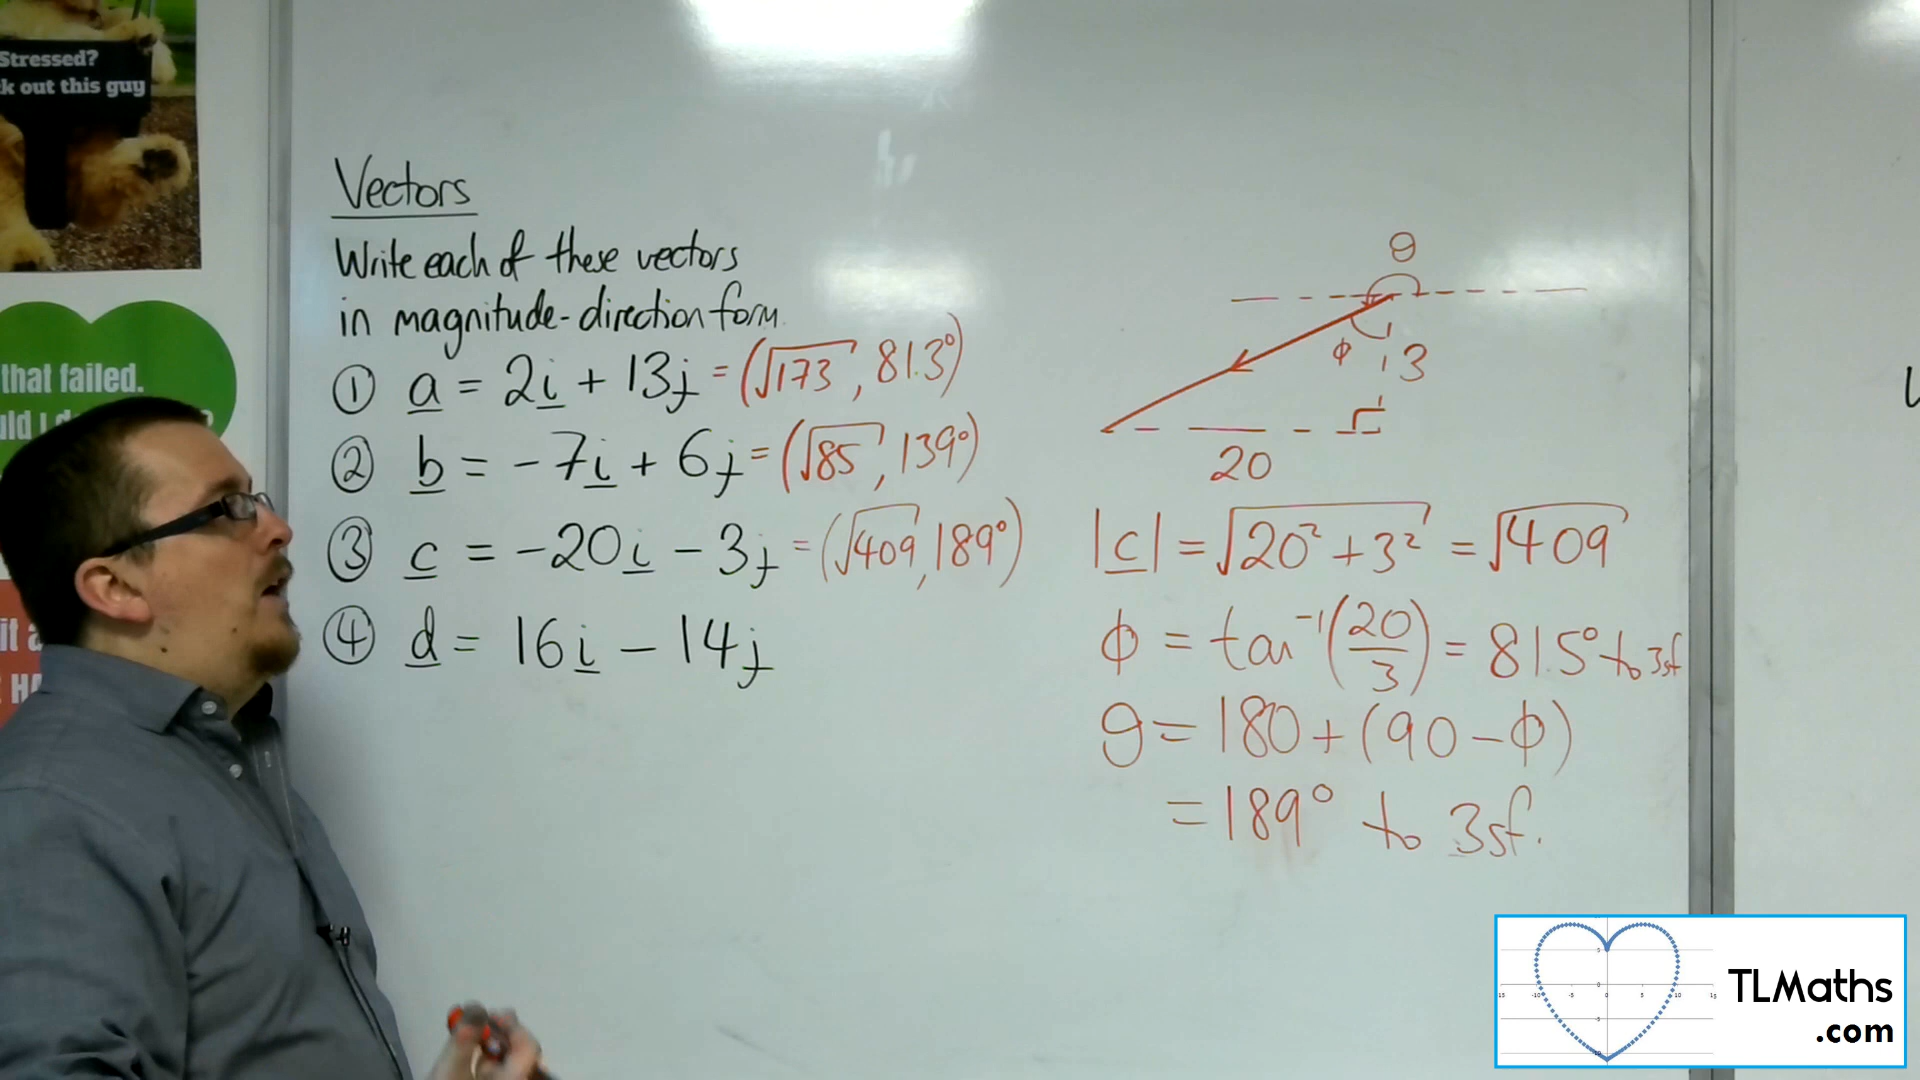 Stressed?
k out this guy
that failed.
Vectors
Write each of these vectors
in magnitude-direction form.
① a = 2i + 13j = (√173, 81.3°)
② b = -7i + 6j = (√85, 139°)
③ c = -20i - 3j = (√409, 189°)
④ d = 16i - 14j
θ
ϕ
3
20
|c| = √20² + 3² = √409
ϕ = tan⁻¹(20/3) = 81.5° to 3sf
θ = 180 + (90 - ϕ)
= 189° to 3sf.
TLMaths
.com